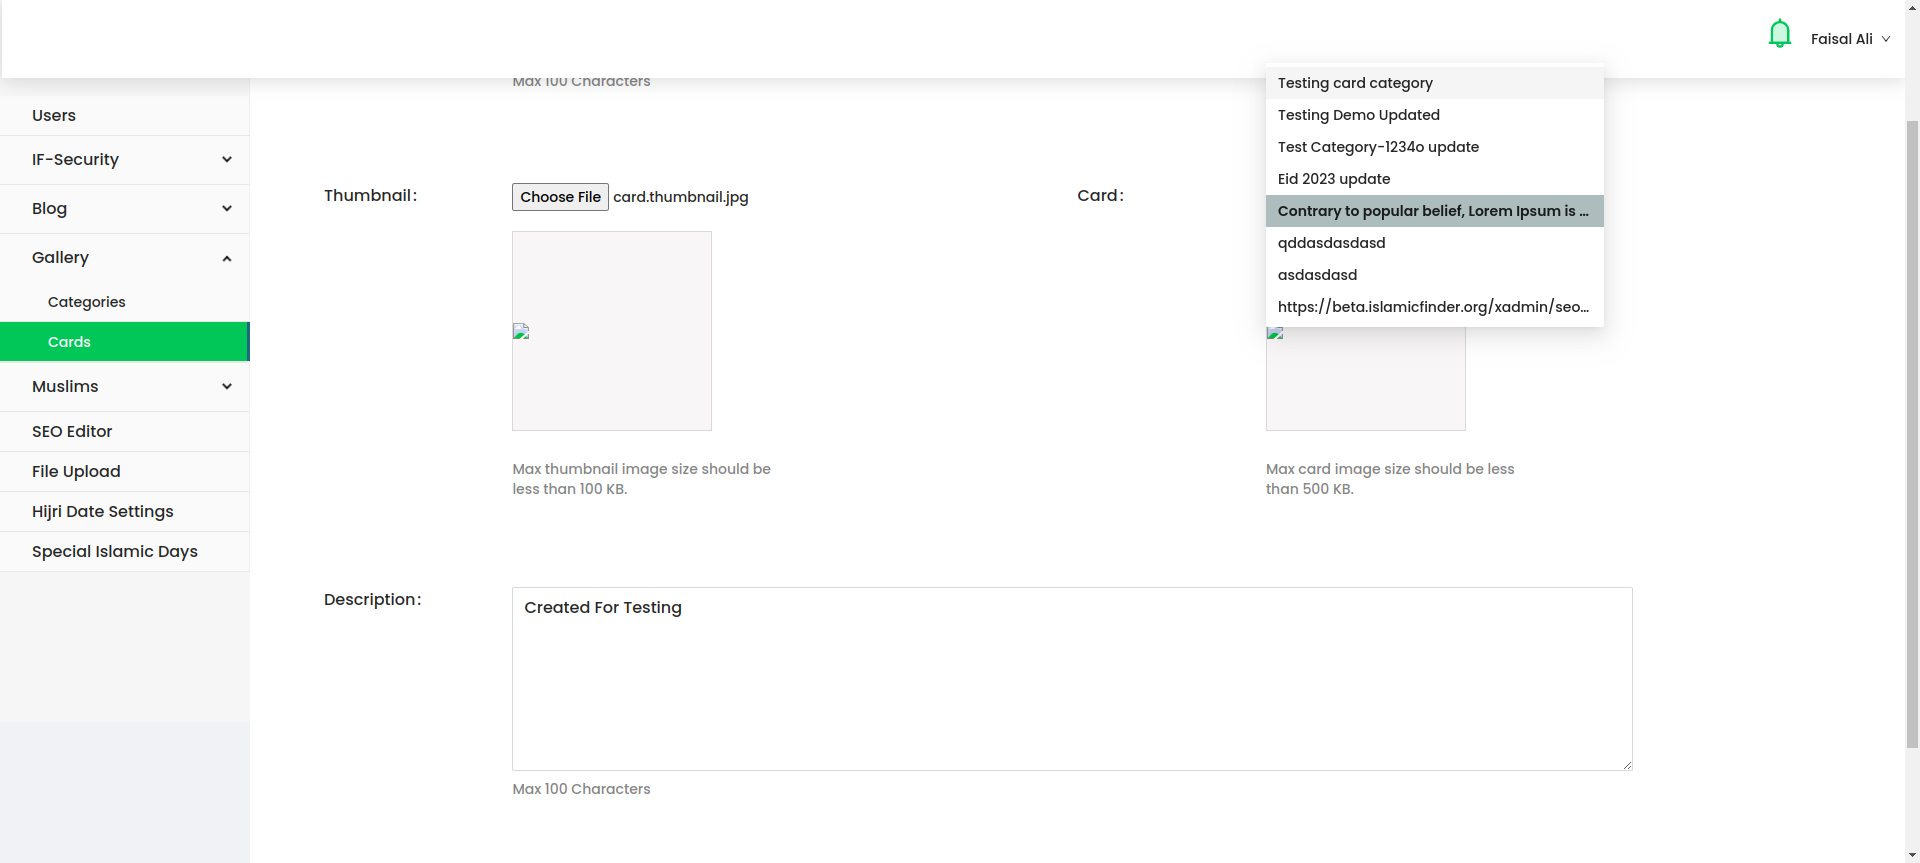 Faisal Ali
Max 100 Characters
Users
IF-Security
Blog
Gallery
Categories
Cards
Muslims
SEO Editor
File Upload
Hijri Date Settings
Special Islamic Days
Thumbnail:
Choose File card.thumbnail.jpg
Max thumbnail image size should be
less than 100 KB.
Card:
Testing card category
Testing Demo Updated
Test Category-1234o update
Eid 2023 update
Contrary to popular belief, Lorem Ipsum is ...
qddasdasdasd
asdasdasd
https://beta.islamicfinder.org/xadmin/seo...
Max card image size should be less
than 500 KB.
Description:
Created For Testing
Max 100 Characters